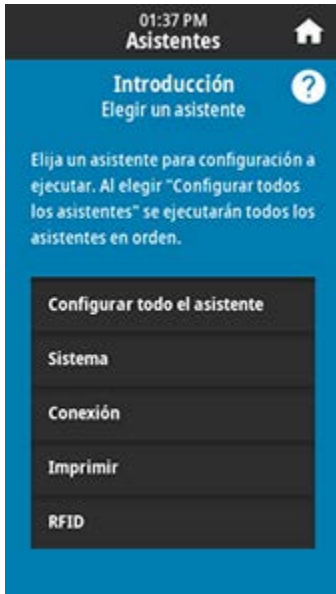 01:37 PM
Asistentes
Introducción
Elegir un asistente
Elija un asistente para configuración a
ejecutar. Al elegir "Configurar todos
los asistentes" se ejecutarán todos los
asistentes en orden.
Configurar todo el asistente
Sistema
Conexión
Imprimir
RFID